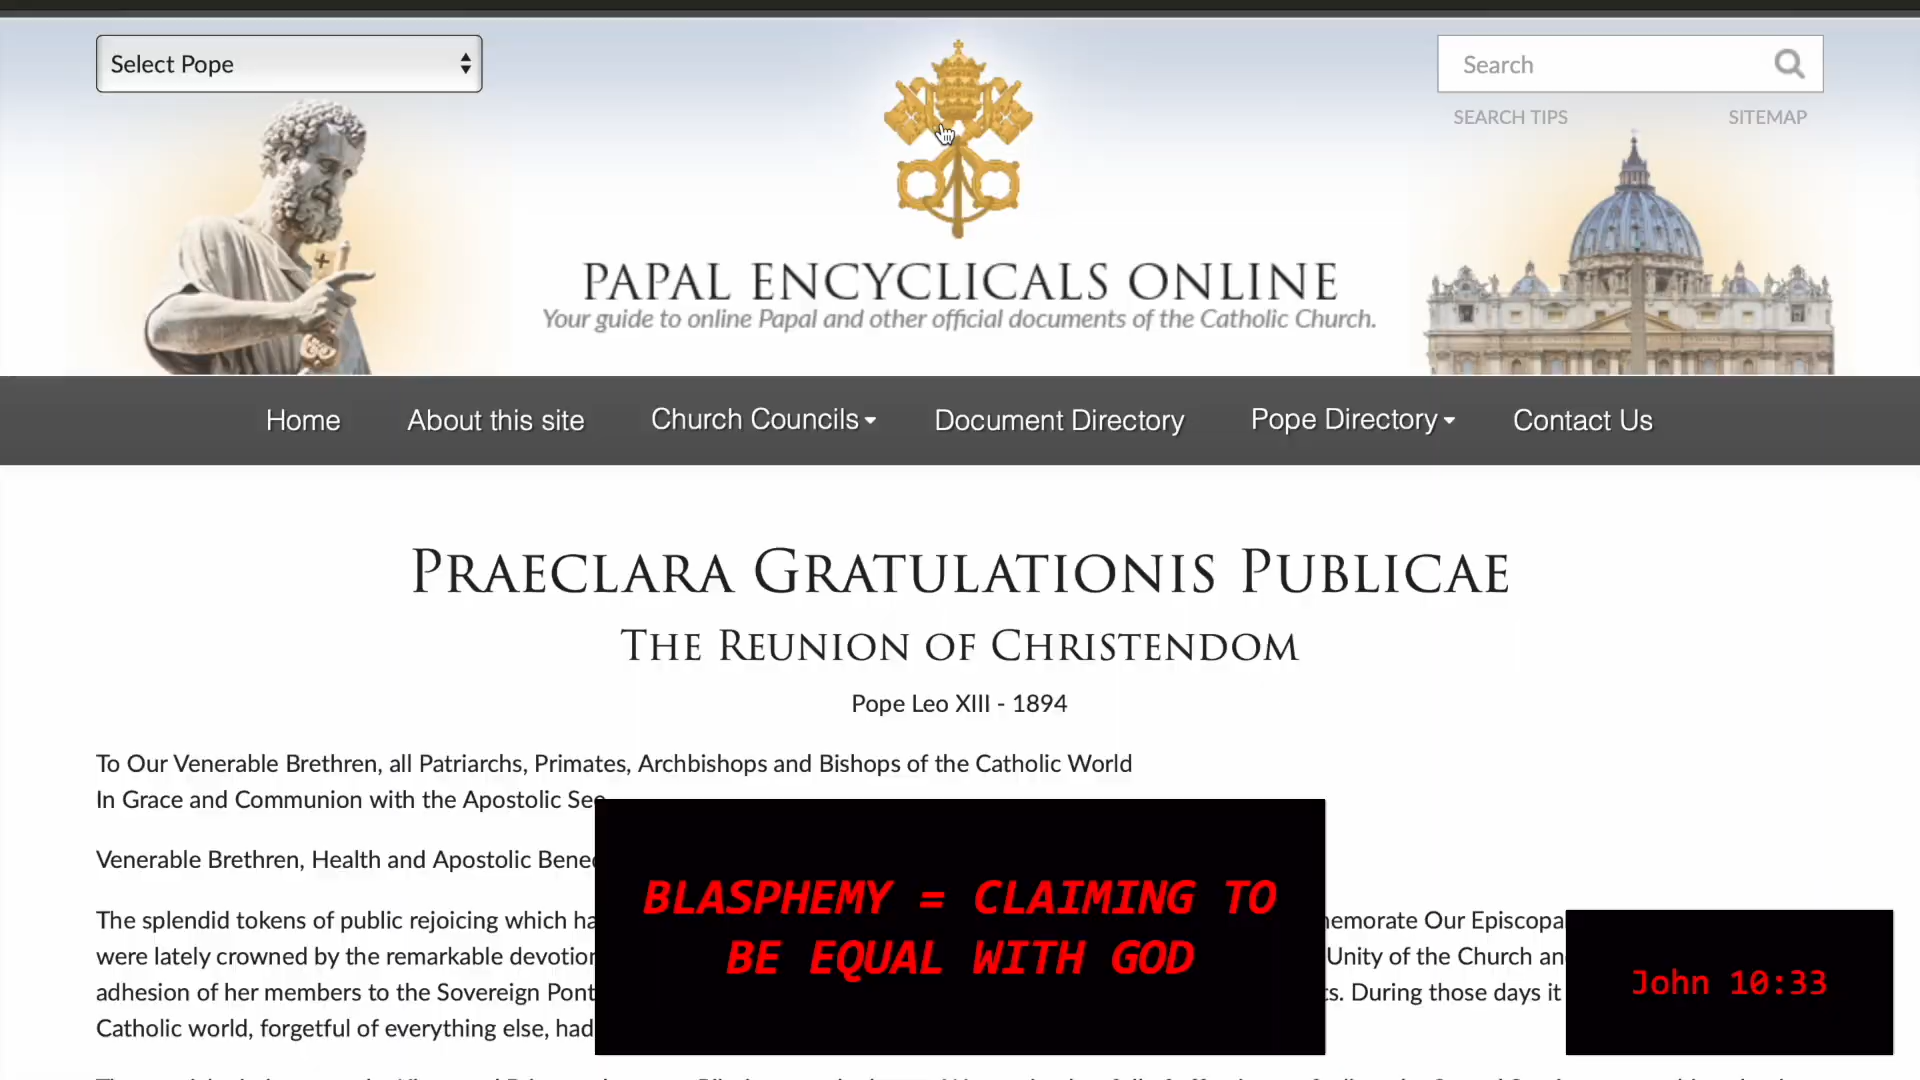 Select Pope
Search
SEARCH TIPS
SITEMAP
PAPAL ENCYCLICALS ONLINE
Your guide to online Papal and other official documents of the Catholic Church.
Home
About this site
Church Councils
Document Directory
Pope Directory
Contact Us
PRAECLARA GRATULATIONIS PUBLICAE
THE REUNION OF CHRISTENDOM
Pope Leo XIII - 1894
To Our Venerable Brethren, all Patriarchs, Primates, Archbishops and Bishops of the Catholic World
In Grace and Communion with the Apostolic See
Venerable Brethren, Health and Apostolic
The splendid tokens of public rejoicing which Our
were lately crowned by the remarkable Unity of the Church
adhesion of her members to the Sovereign During those days it
Catholic world, forgetful of everything else, had
BLASPHEMY = CLAIMING TO
BE EQUAL WITH GOD
John 10:33